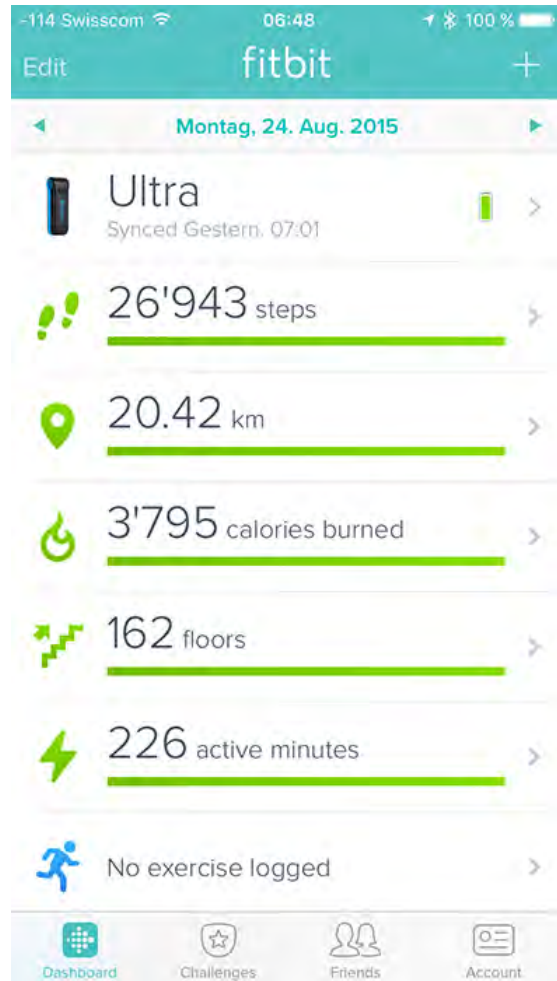 -114 Swisscom 06:48 100 %
Edit fitbit +
Montag, 24. Aug. 2015
Ultra
Synced Gestern. 07:01
26'943 steps
20.42 km
3'795 calories burned
162 floors
226 active minutes
No exercise logged
Dashboard Challenges Friends Account